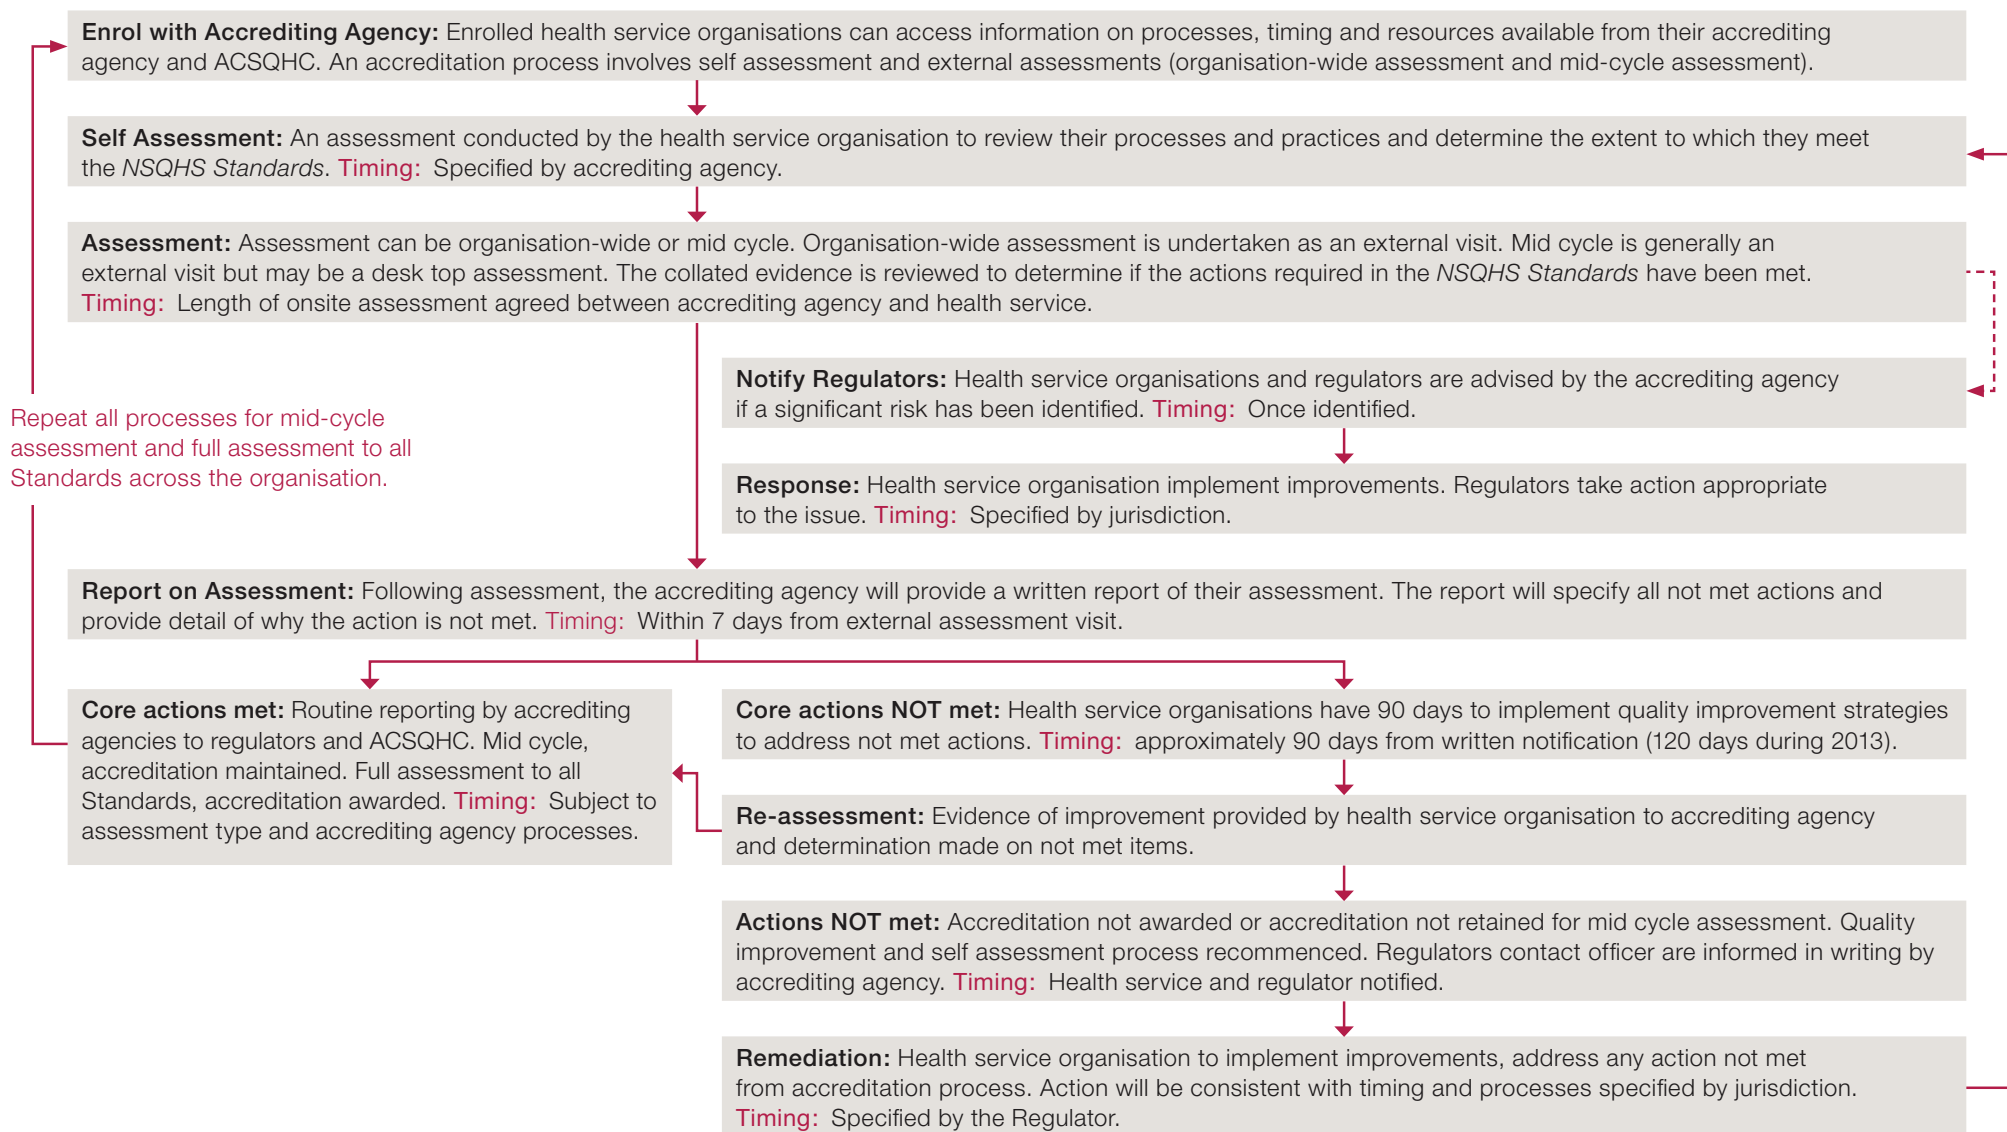 Enrol with Accrediting Agency: Enrolled health service organisations can access information on processes, timing and resources available from their accrediting
agency and ACSQHC. An accreditation process involves self assessment and external assessments (organisation-wide assessment and mid-cycle assessment).
Self Assessment: An assessment conducted by the health service organisation to review their processes and practices and determine the extent to which they meet
the NSQHS Standards. Timing: Specified by accrediting agency.
Assessment: Assessment can be organisation-wide or mid cycle. Organisation-wide assessment is undertaken as an external visit. Mid cycle is generally an
external visit but may be a desk top assessment. The collated evidence is reviewed to determine if the actions required in the NSQHS Standards have been met.
Timing: Length of onsite assessment agreed between accrediting agency and health service.
Notify Regulators: Health service organisations and regulators are advised by the accrediting agency
if a significant risk has been identified. Timing: Once identified.
Repeat all processes for mid-cycle
assessment and full assessment to all
Standards across the organisation.
Response: Health service organisation implement improvements. Regulators take action appropriate
to the issue. Timing: Specified by jurisdiction.
Report on Assessment: Following assessment, the accrediting agency will provide a written report of their assessment. The report will specify all not met actions and
provide detail of why the action is not met. Timing: Within 7 days from external assessment visit.
Core actions met: Routine reporting by accrediting
agencies to regulators and ACSQHC. Mid cycle,
accreditation maintained. Full assessment to all
Standards, accreditation awarded. Timing: Subject to
assessment type and accrediting agency processes.
Core actions NOT met: Health service organisations have 90 days to implement quality improvement strategies
to address not met actions. Timing: approximately 90 days from written notification (120 days during 2013).
Re-assessment: Evidence of improvement provided by health service organisation to accrediting agency
and determination made on not met items.
Actions NOT met: Accreditation not awarded or accreditation not retained for mid cycle assessment. Quality
improvement and self assessment process recommenced. Regulators contact officer are informed in writing by
accrediting agency. Timing: Health service and regulator notified.
Remediation: Health service organisation to implement improvements, address any action not met
from accreditation process. Action will be consistent with timing and processes specified by jurisdiction.
Timing: Specified by the Regulator.